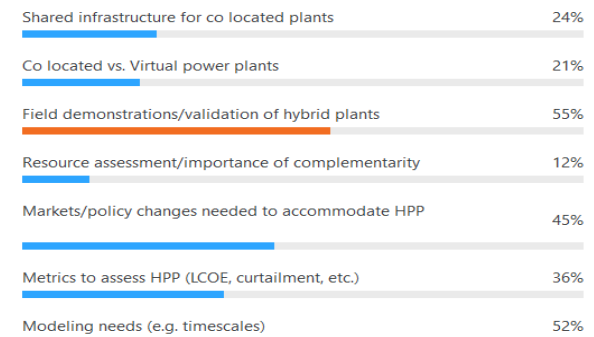 Shared infrastructure for co located plants 24%
Co located vs. Virtual power plants 21%
Field demonstrations/validation of hybrid plants 55%
Resource assessment/importance of complementarity 12%
Markets/policy changes needed to accommodate HPP 45%
Metrics to assess HPP (LCOE, curtailment, etc.) 36%
Modeling needs (e.g. timescales) 52%